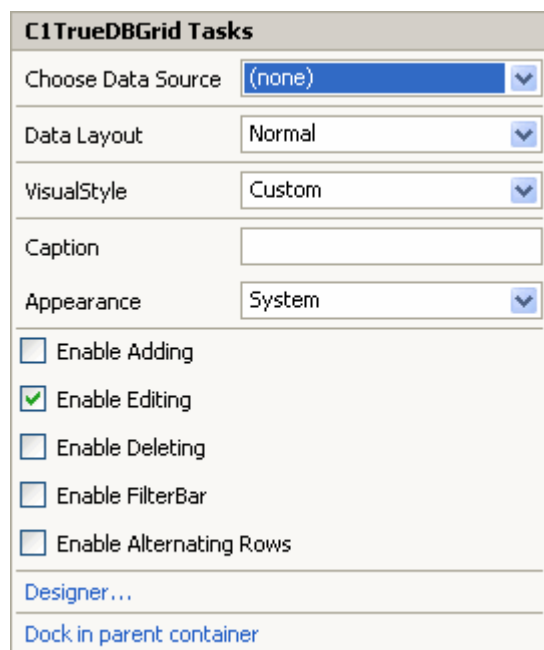 C1TrueDBGrid Tasks
Choose Data Source (none)
Data Layout Normal
VisualStyle Custom
Caption
Appearance System
Enable Adding
Enable Editing
Enable Deleting
Enable FilterBar
Enable Alternating Rows
Designer...
Dock in parent container